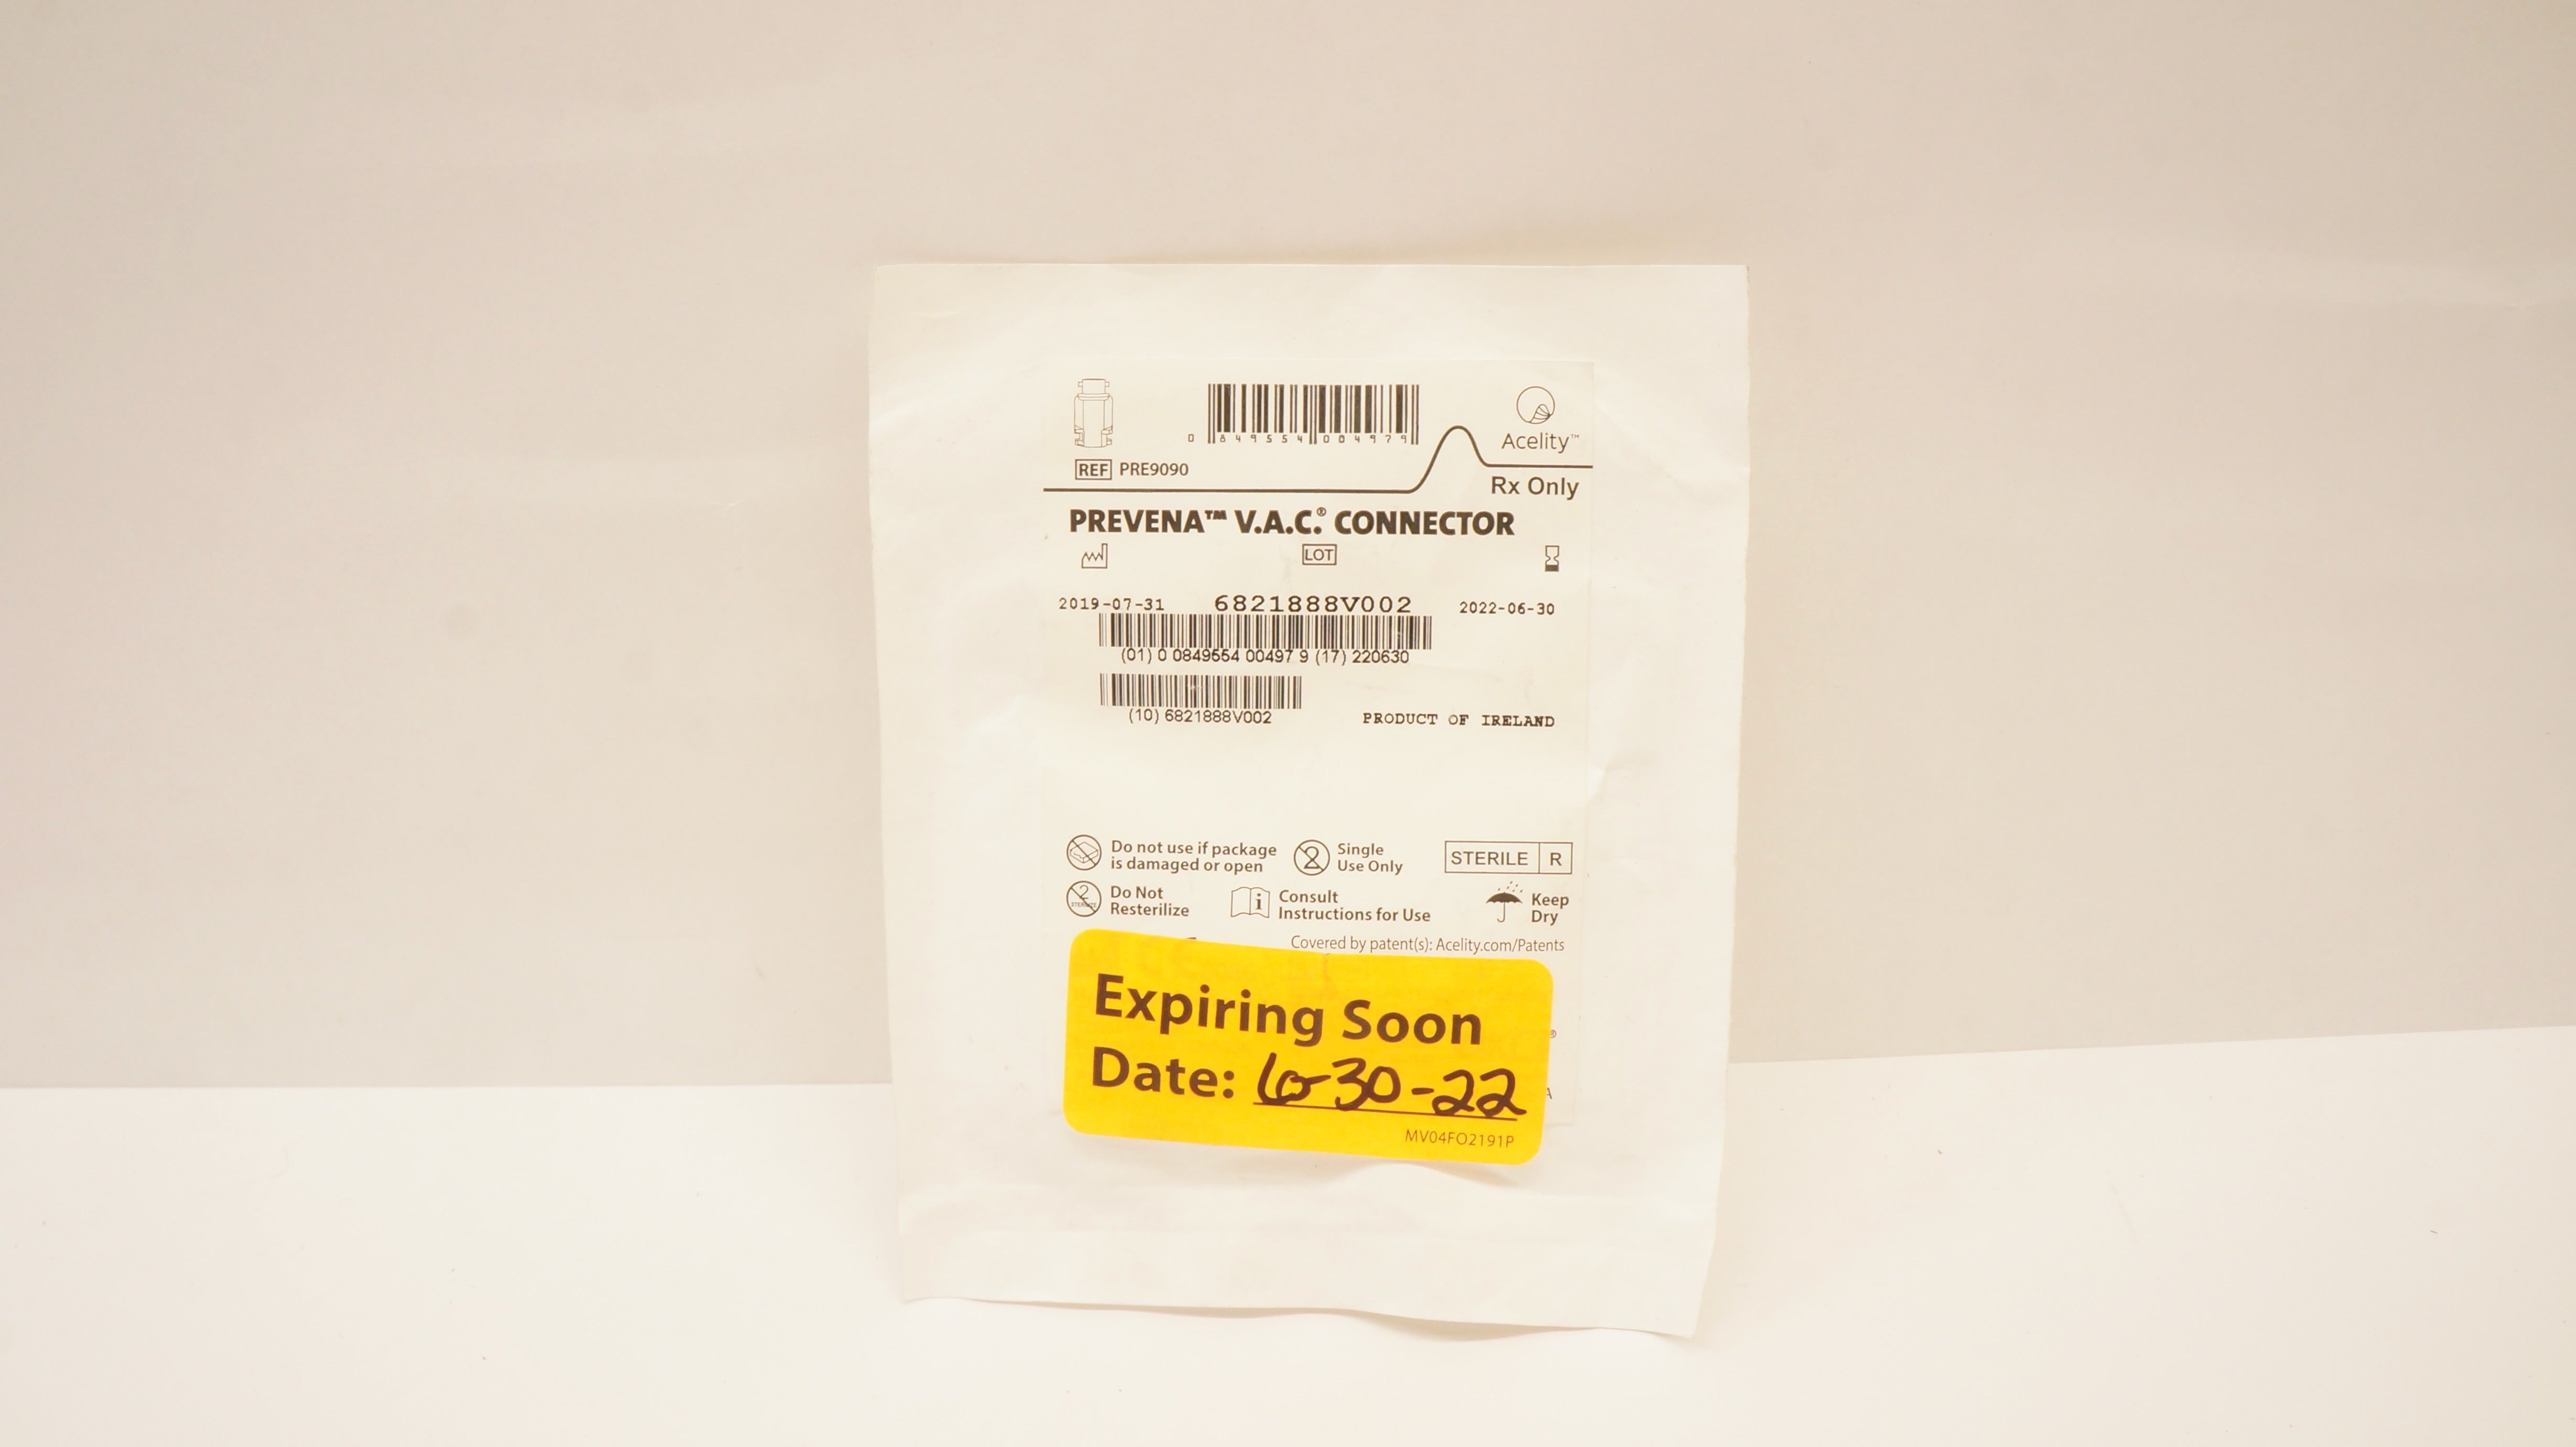 0 849554 004979
Acelity™
REF PRE9090
Rx Only
PREVENA™ V.A.C.® CONNECTOR
LOT
2019-07-31 6821888V002 2022-06-30
(01) 0 0849554 00497 9 (17) 220630
(10) 6821888V002 PRODUCT OF IRELAND
Do not use if package
is damaged or open
2 Single
Use Only
STERILE R
2 Do Not
Resterilize
i Consult
Instructions for Use
Keep
Dry
Covered by patent(s): Acelity.com/Patents
Expiring Soon
Date: 6-30-22
MV04FO2191P